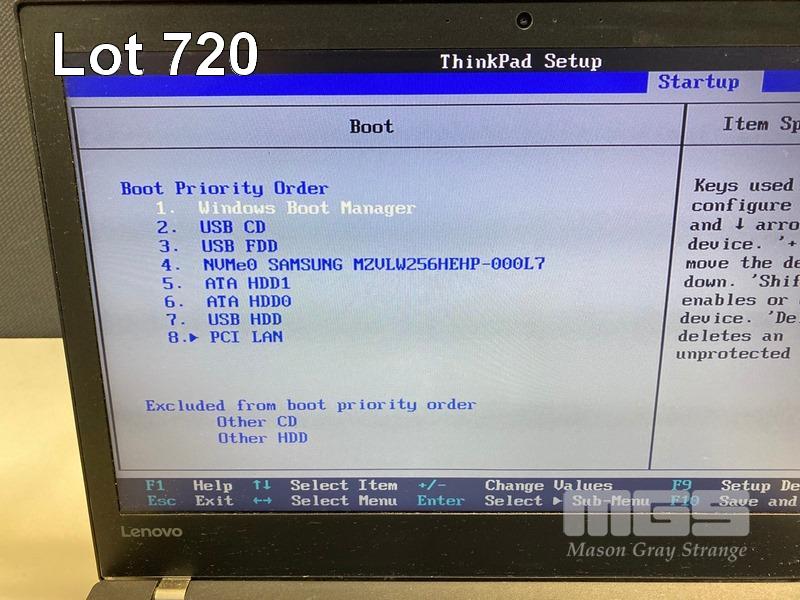 Lot 720
ThinkPad Setup
Startup
Boot
Item Sp
Boot Priority Order
1. Windows Boot Manager
2. USB CD
3. USB FDD
4. NVMe0 SAMSUNG MZVLW256HEHP-000L7
5. ATA HDD1
6. ATA HDD0
7. USB HDD
8.▸ PCI LAN
Excluded from boot priority order
Other CD
Other HDD
Keys used
configure
and ↓ arro
device. '+
move the de
down. 'Shif
enables or
device. 'De
deletes an
unprotected
F1 Help ↑↓ Select Item +/- Change Values F9 Setup De
Esc Exit ←→ Select Menu Enter Select ▸ Sub-Menu F10 Save and
Lenovo
MGS
Mason Gray Strange